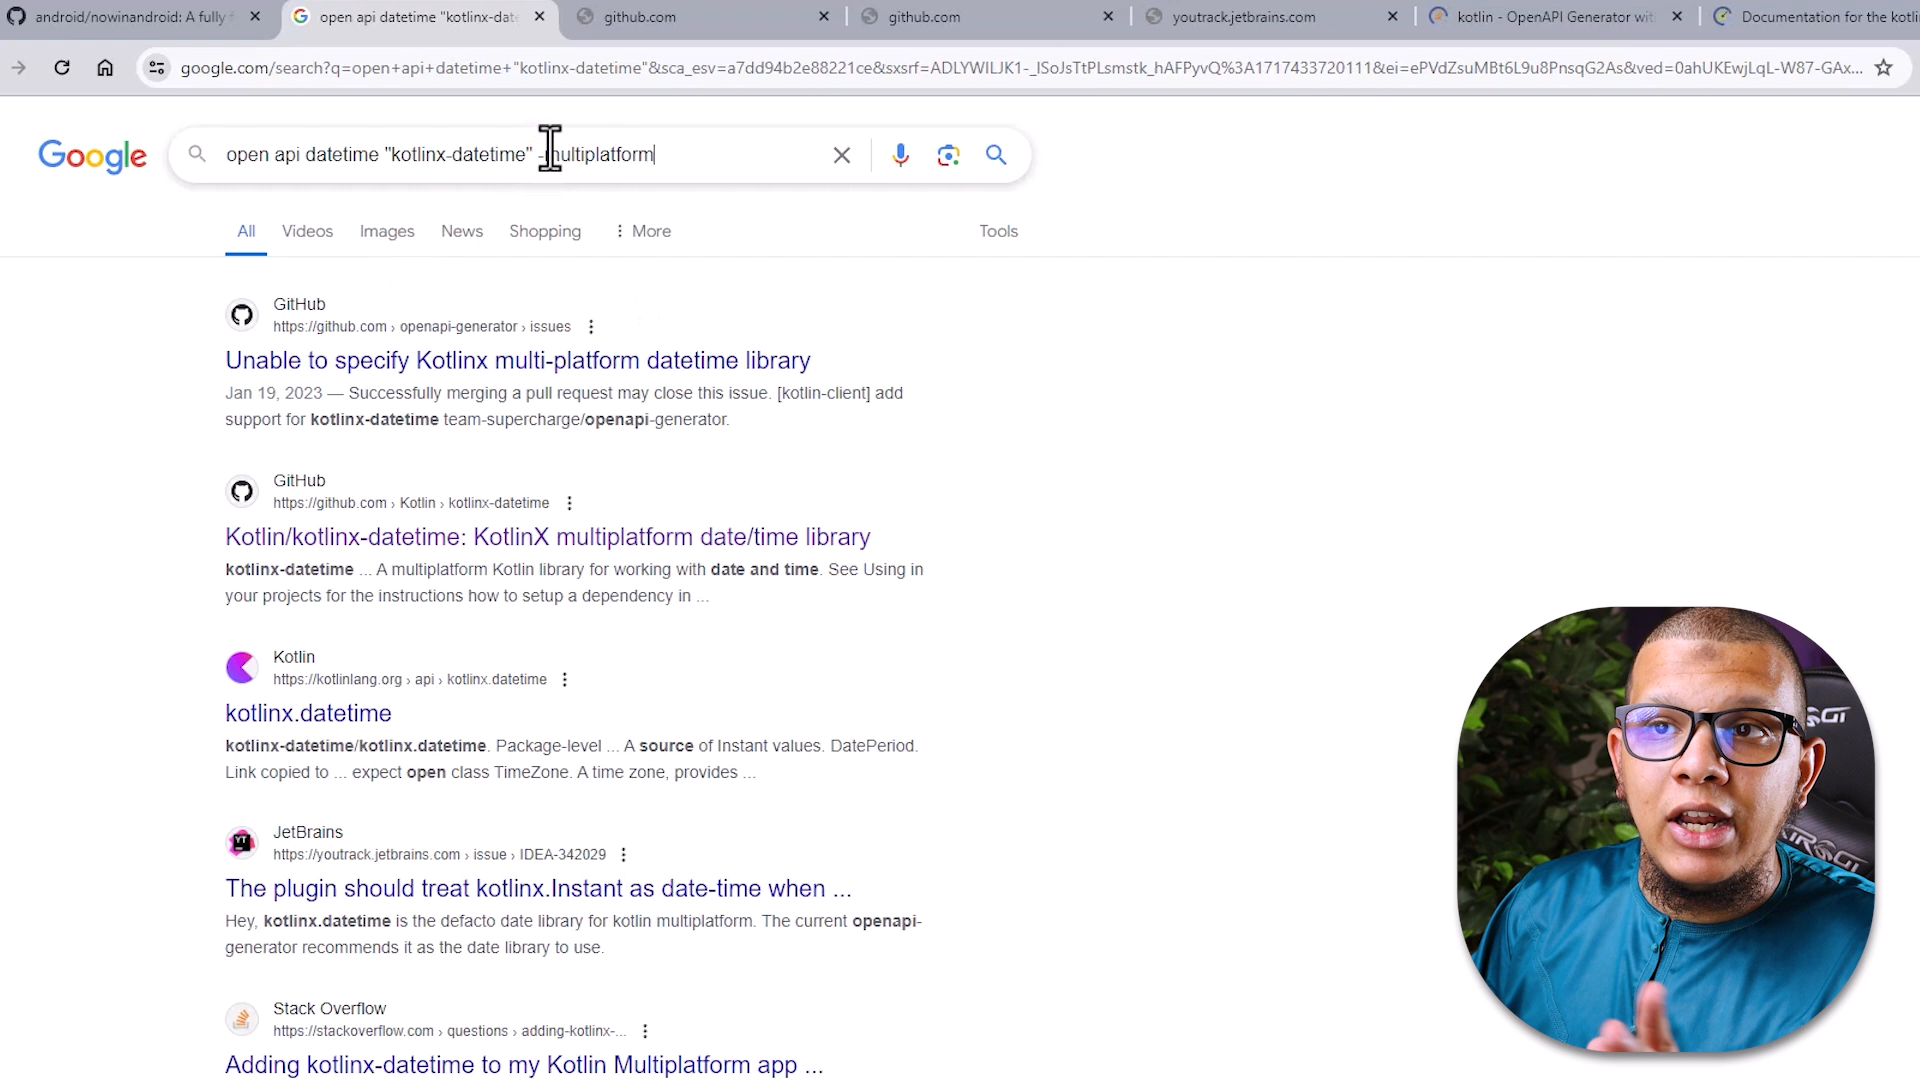 android/nowinandroid: A fully f
open api datetime "kotlinx-date
github.com
github.com
youtrack.jetbrains.com
kotlin - OpenAPI Generator wit
Documentation for the kotli
google.com/search?q=open+api+datetime+"kotlinx-datetime"&sca_esv=a7dd94b2e88221ce&sxsrf=ADLYWILJK1-_lSoJsTtPLsmstk_hAFPyvQ%3A1717433720111&ei=ePVdZsuMBt6L9u8PnsqG2As&ved=0ahUKEwjLqL-W87-GAx...
Google
open api datetime "kotlinx-datetime" -multiplatform
All
Videos
Images
News
Shopping
More
Tools
GitHub
https://github.com › openapi-generator › issues
Unable to specify Kotlinx multi-platform datetime library
Jan 19, 2023 — Successfully merging a pull request may close this issue. [kotlin-client] add
support for kotlinx-datetime team-supercharge/openapi-generator.
GitHub
https://github.com › Kotlin › kotlinx-datetime
Kotlin/kotlinx-datetime: KotlinX multiplatform date/time library
kotlinx-datetime ... A multiplatform Kotlin library for working with date and time. See Using in
your projects for the instructions how to setup a dependency in ...
Kotlin
https://kotlinlang.org › api › kotlinx.datetime
kotlinx.datetime
kotlinx-datetime/kotlinx.datetime. Package-level ... A source of Instant values. DatePeriod.
Link copied to ... expect open class TimeZone. A time zone, provides ...
JetBrains
https://youtrack.jetbrains.com › issue › IDEA-342029
The plugin should treat kotlinx.Instant as date-time when ...
Hey, kotlinx.datetime is the defacto date library for kotlin multiplatform. The current openapi-
generator recommends it as the date library to use.
Stack Overflow
https://stackoverflow.com › questions › adding-kotlinx-...
Adding kotlinx-datetime to my Kotlin Multiplatform app ...